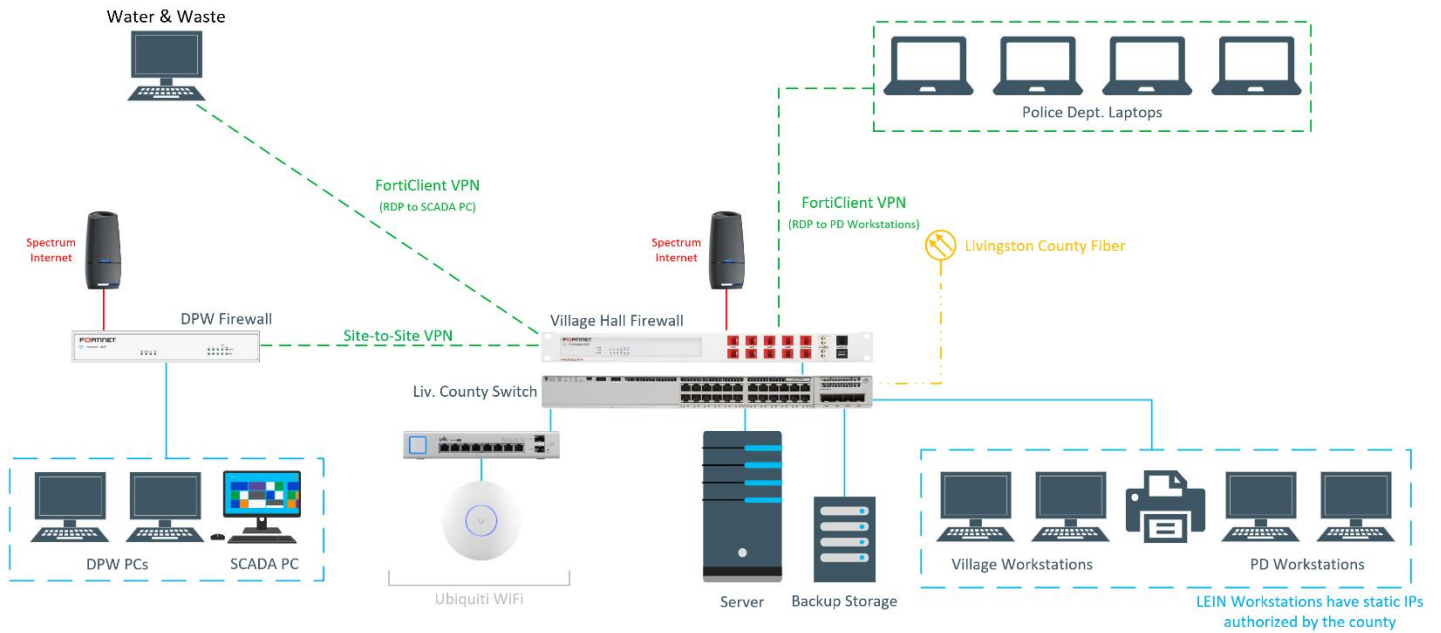 Water & Waste
Police Dept. Laptops
FortiClient VPN
(RDP to SCADA PC)
FortiClient VPN
(RDP to PD Workstations)
Spectrum
Internet
Spectrum
Internet
Livingston County Fiber
DPW Firewall
Site-to-Site VPN
Village Hall Firewall
FORTINET
FORTINET
Liv. County Switch
DPW PCs
SCADA PC
Ubiquiti WiFi
Server
Backup Storage
Village Workstations
PD Workstations
LEIN Workstations have static IPs
authorized by the county